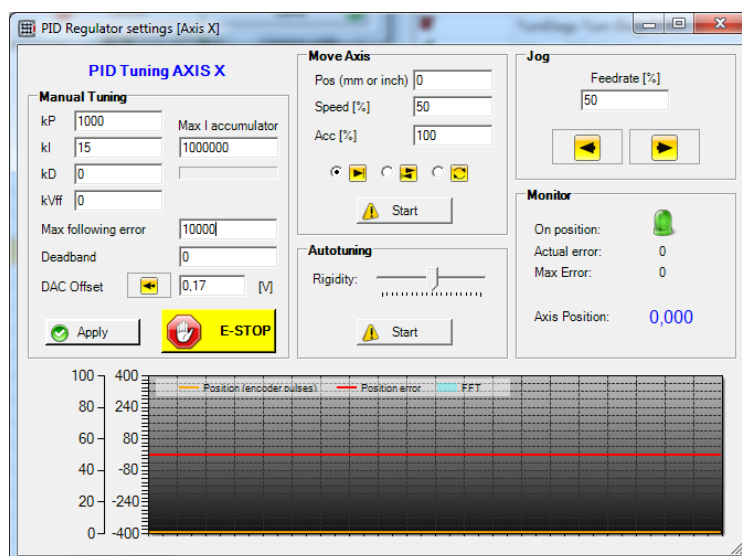 PID Regulator settings [Axis X]
PID Tuning AXIS X
Manual Tuning
kP 1000
Max I accumulator
kI 15 1000000
kD 0
kVff 0
Max following error 10000
Deadband 0
DAC Offset 0,17 [V]
Apply E-STOP
Move Axis
Pos (mm or inch) 0
Speed [%] 50
Acc [%] 100
Start
Autotuning
Rigidity:
Start
Jog
Feedrate [%]
50
Monitor
On position:
Actual error: 0
Max Error: 0
Axis Position: 0,000
Position (encoder pulses) Position error FFT
100 400
80 240
60 80
40 -80
20 -240
0 -400